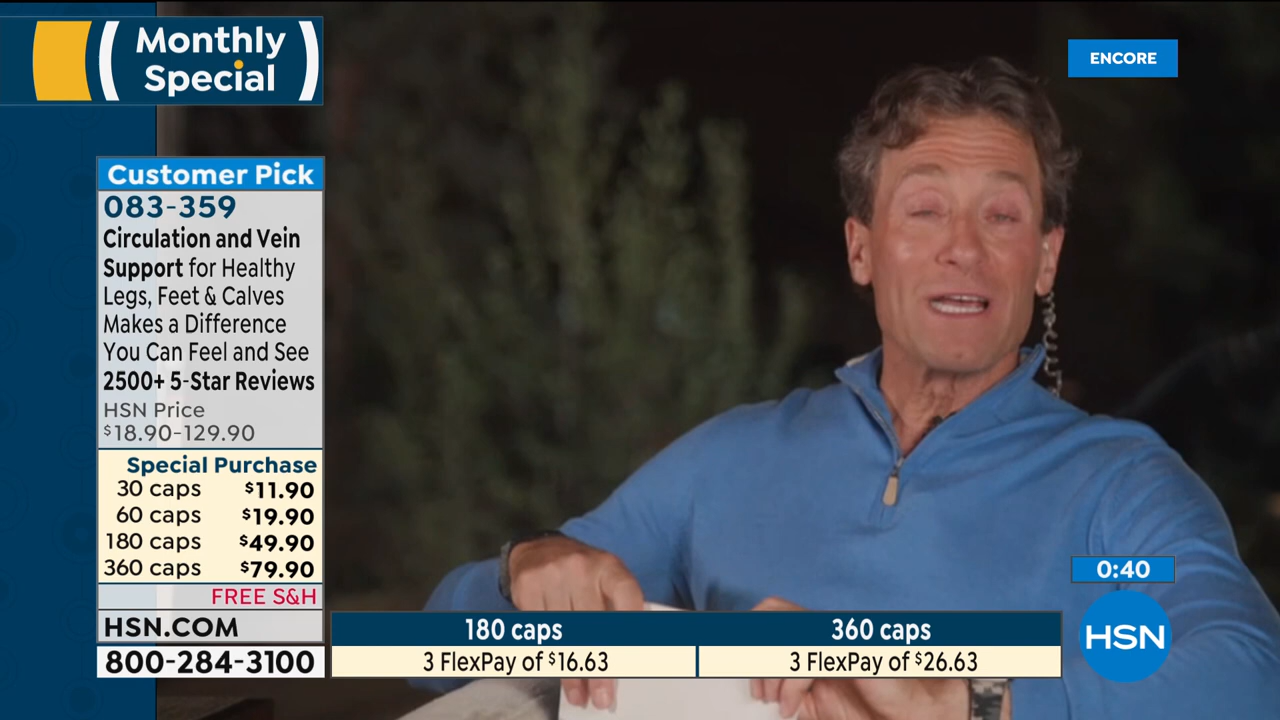 Monthly
Special
ENCORE
Customer Pick
083-359
Circulation and Vein
Support for Healthy
Legs, Feet & Calves
Makes a Difference
You Can Feel and See
2500+ 5-Star Reviews
HSN Price
$18.90-129.90
Special Purchase
30 caps $11.90
60 caps $19.90
180 caps $49.90
360 caps $79.90
FREE S&H
HSN.COM
800-284-3100
180 caps 360 caps
3 FlexPay of $16.63 3 FlexPay of $26.63
0:40
HSN